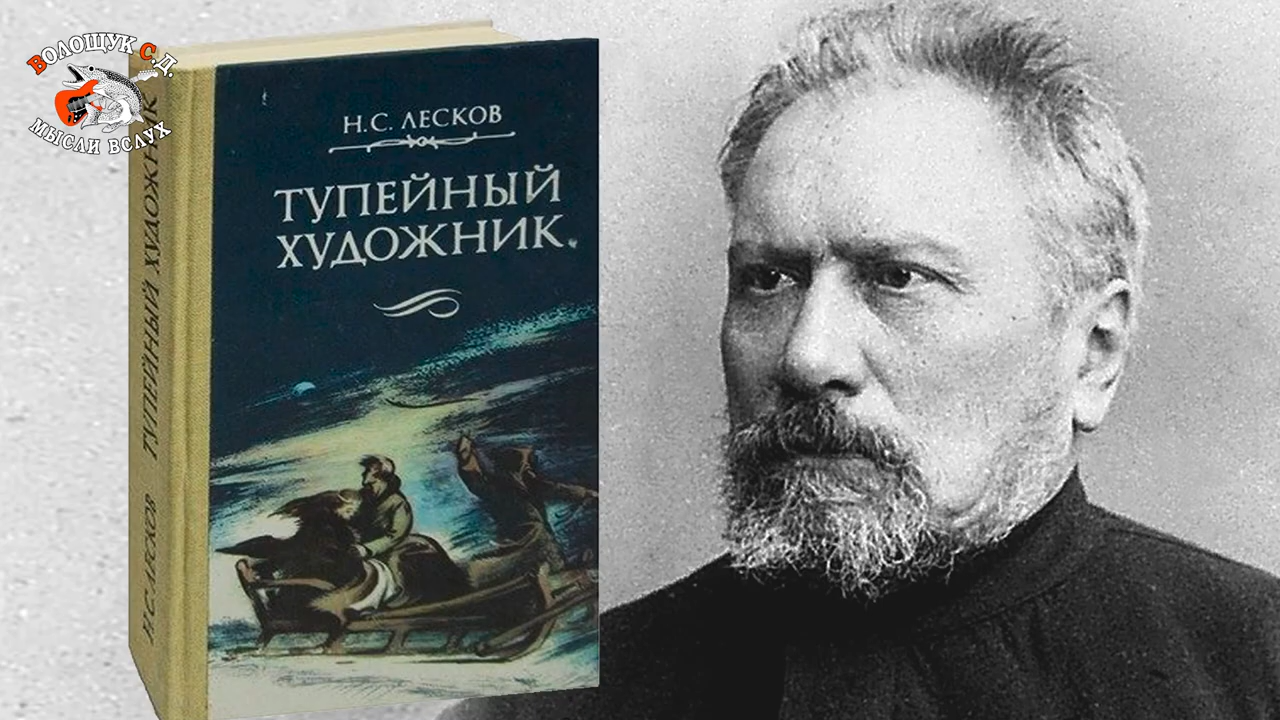 ВОЛОЩУК С.Д.
МЫСЛИ ВСЛУХ
Н.С. ЛЕСКОВ
ТУПЕЙНЫЙ
ХУДОЖНИК
Н.С. ЛЕСКОВ ТУПЕЙНЫЙ ХУДОЖНИК